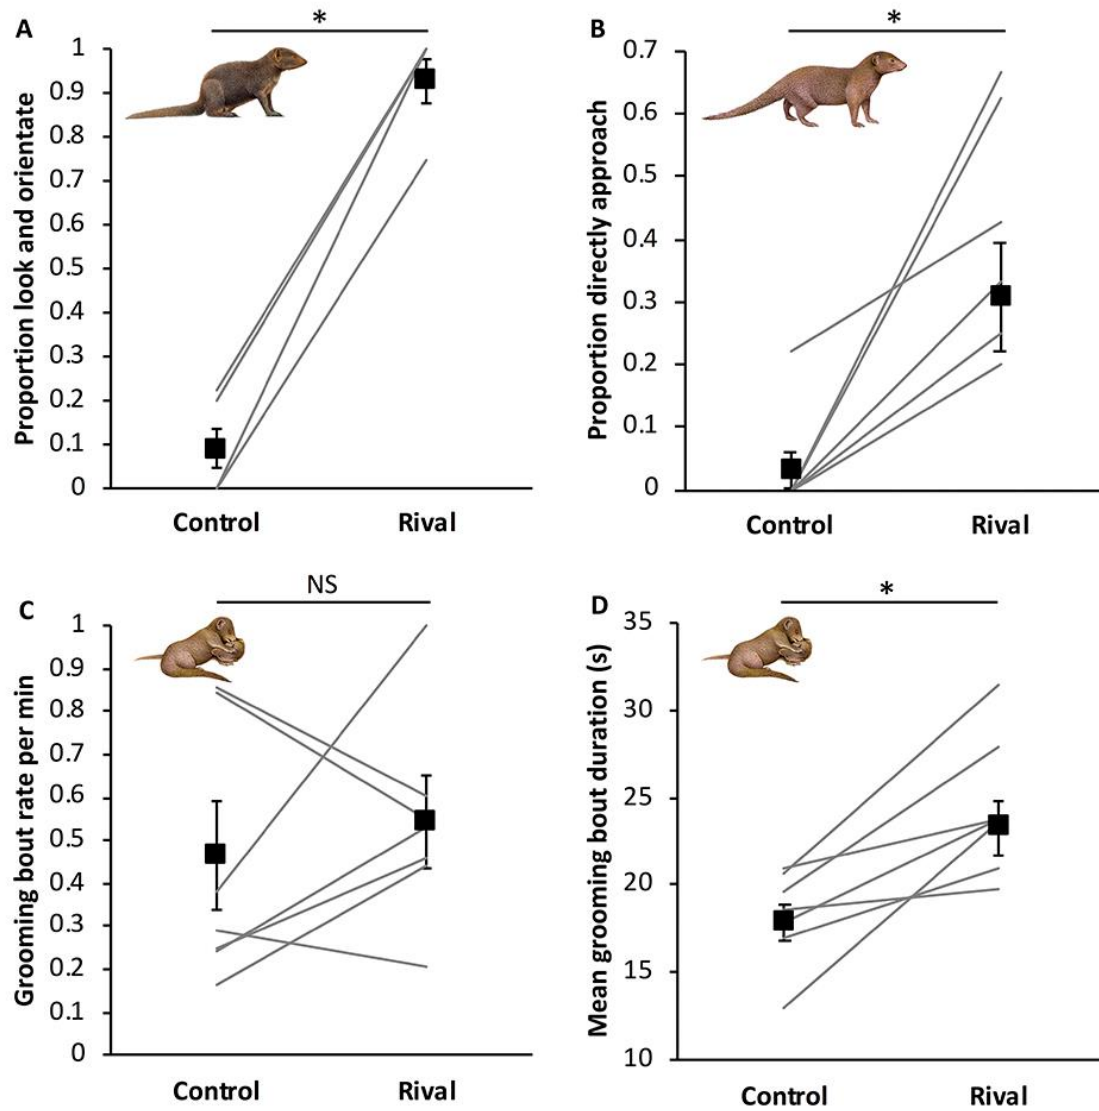 A
*
Proportion look and orientate
1
0.9
0.8
0.7
0.6
0.5
0.4
0.3
0.2
0.1
0
Control
Rival
B
*
Proportion directly approach
0.7
0.6
0.5
0.4
0.3
0.2
0.1
0
Control
Rival
C
NS
Grooming bout rate per min
1
0.9
0.8
0.7
0.6
0.5
0.4
0.3
0.2
0.1
0
Control
Rival
D
*
Mean grooming bout duration (s)
35
30
25
20
15
10
Control
Rival